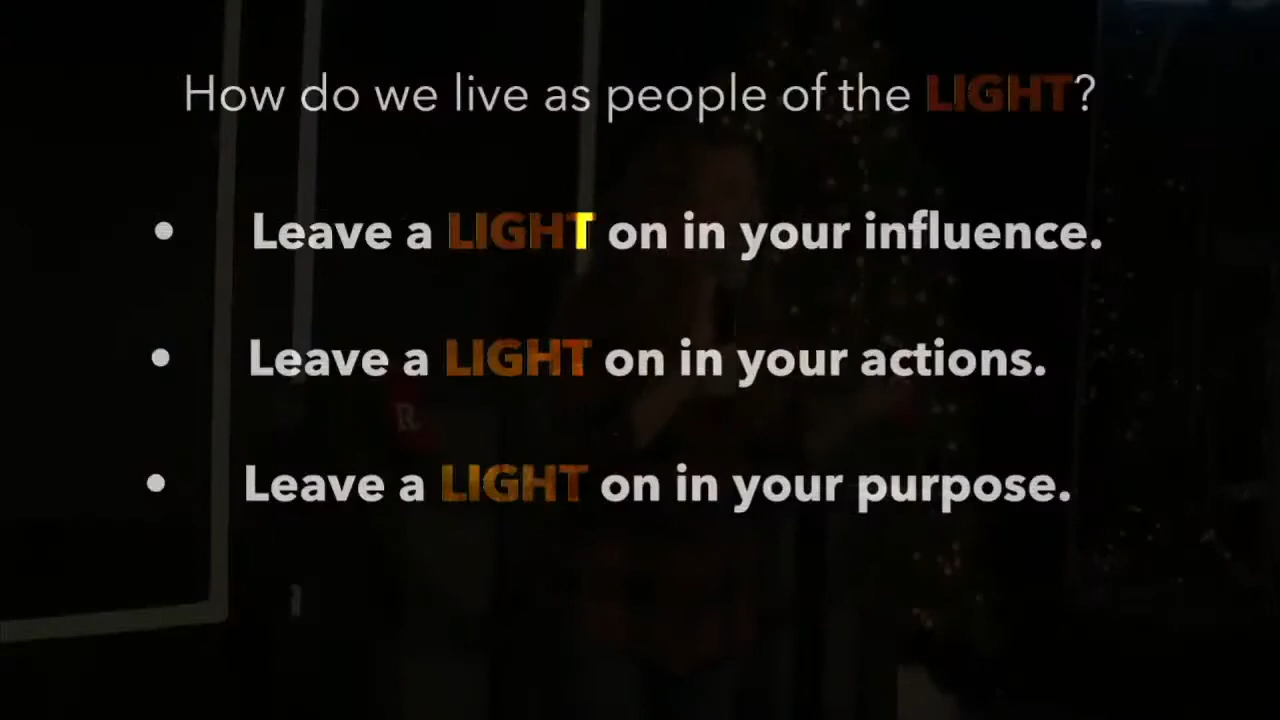 How do we live as people of the LIGHT?
• Leave a LIGHT on in your influence.
• Leave a LIGHT on in your actions.
• Leave a LIGHT on in your purpose.
R